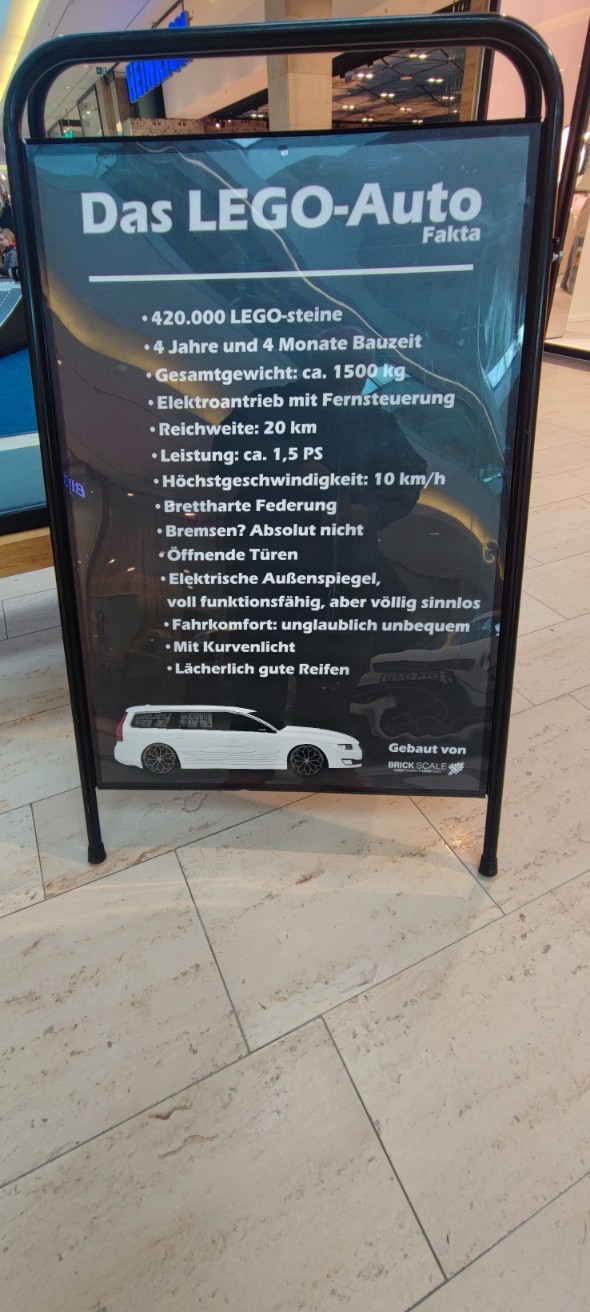 Das LEGO-Auto
Fakta
• 420.000 LEGO-steine
• 4 Jahre und 4 Monate Bauzeit
• Gesamtgewicht: ca. 1500 kg
• Elektroantrieb mit Fernsteuerung
• Reichweite: 20 km
• Leistung: ca. 1,5 PS
• Höchstgeschwindigkeit: 10 km/h
• Brettharte Federung
• Bremsen? Absolut nicht
• Öffnende Türen
• Elektrische Außenspiegel,
voll funktionsfähig, aber völlig sinnlos
• Fahrkomfort: unglaublich unbequem
• Mit Kurvenlicht
• Lächerlich gute Reifen
Gebaut von
BRICK SCALE